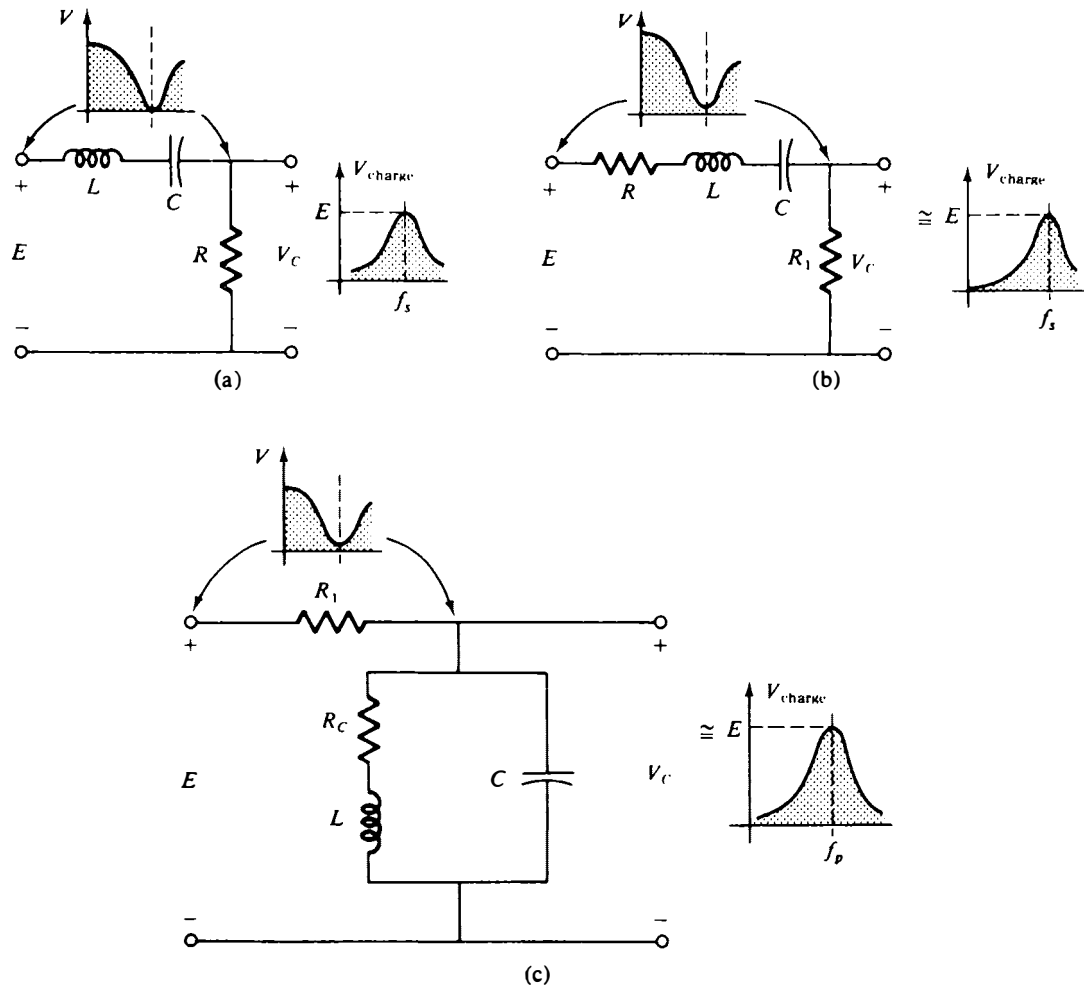 V
L
C
+
+
E
R
V_C
−
−
V_charge
E
f_s
(a)
V
R
L
C
+
+
E
R_1
V_C
−
−
V_charge
≅ E
f_s
(b)
V
R_1
+
+
R_C
E
C
V_C
L
−
−
V_charge
≅ E
f_p
(c)